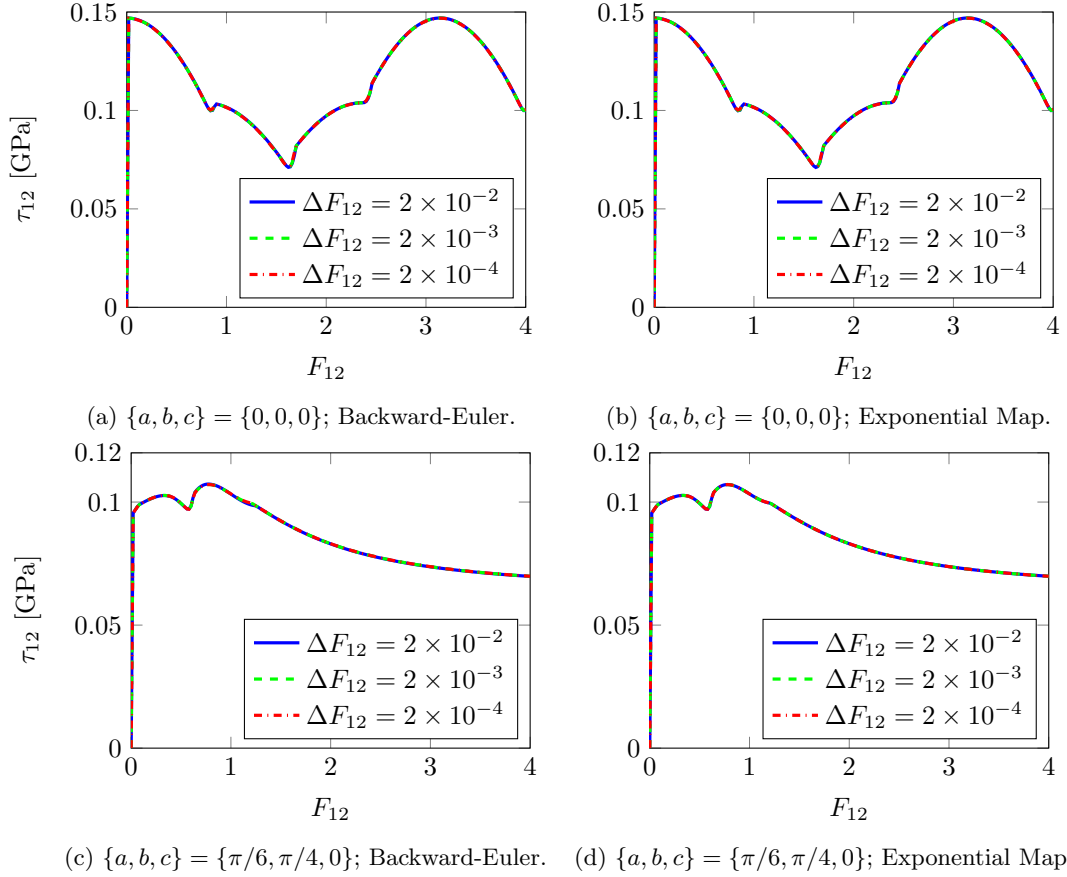 0.15
0.1
0.05
0
τ12 [GPa]
ΔF12 = 2 × 10−2
ΔF12 = 2 × 10−3
ΔF12 = 2 × 10−4
0 1 2 3 4
F12
(a) {a, b, c} = {0, 0, 0}; Backward-Euler.
0.15
0.1
0.05
0
ΔF12 = 2 × 10−2
ΔF12 = 2 × 10−3
ΔF12 = 2 × 10−4
0 1 2 3 4
F12
(b) {a, b, c} = {0, 0, 0}; Exponential Map.
0.12
0.1
0.05
0
τ12 [GPa]
ΔF12 = 2 × 10−2
ΔF12 = 2 × 10−3
ΔF12 = 2 × 10−4
0 1 2 3 4
F12
(c) {a, b, c} = {π/6, π/4, 0}; Backward-Euler.
0.12
0.1
0.05
0
ΔF12 = 2 × 10−2
ΔF12 = 2 × 10−3
ΔF12 = 2 × 10−4
0 1 2 3 4
F12
(d) {a, b, c} = {π/6, π/4, 0}; Exponential Map